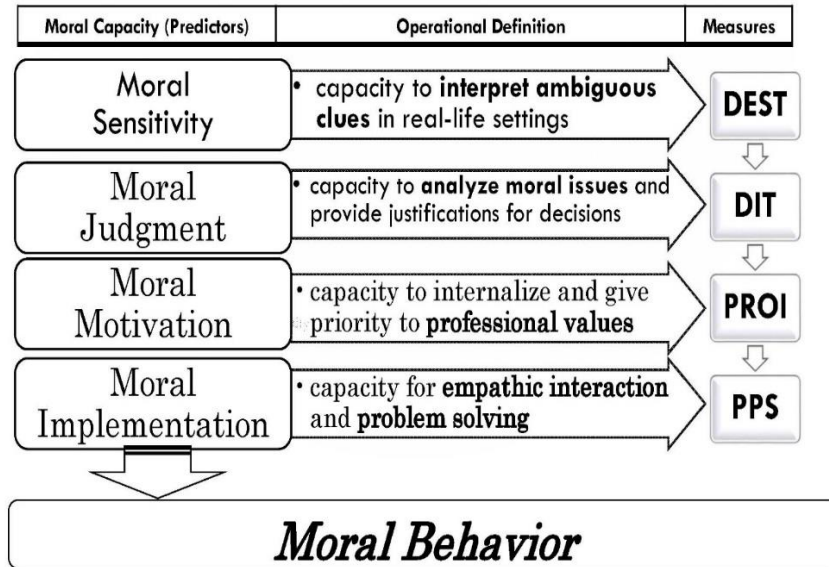 Moral Capacity (Predictors) Operational Definition Measures
Moral
Sensitivity
• capacity to interpret ambiguous
clues in real-life settings
DEST
Moral
Judgment
• capacity to analyze moral issues and
provide justifications for decisions
DIT
Moral
Motivation
• capacity to internalize and give
priority to professional values
PROI
Moral
Implementation
• capacity for empathic interaction
and problem solving
PPS
Moral Behavior